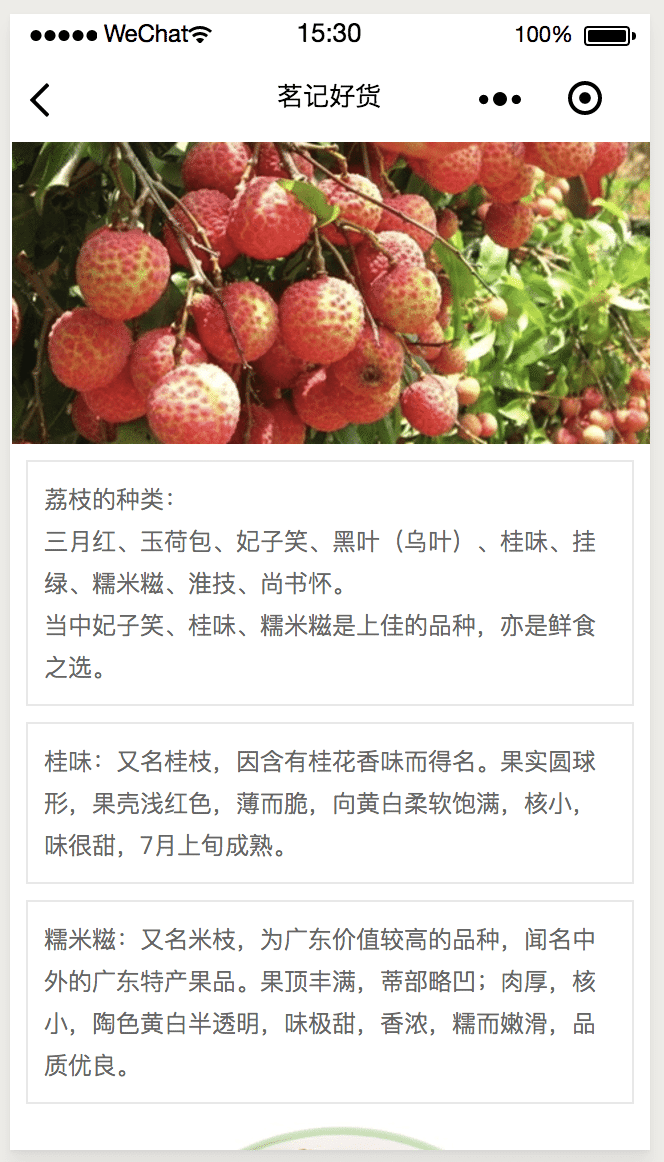 WeChat
15:30
100%
茗记好货
荔枝的种类：
三月红、玉荷包、妃子笑、黑叶（乌叶）、桂味、挂
绿、糯米糍、淮技、尚书怀。
当中妃子笑、桂味、糯米糍是上佳的品种，亦是鲜食
之选。
桂味：又名桂枝，因含有桂花香味而得名。果实圆球
形，果壳浅红色，薄而脆，向黄白柔软饱满，核小，
味很甜，7月上旬成熟。
糯米糍：又名米枝，为广东价值较高的品种，闻名中
外的广东特产果品。果顶丰满，蒂部略凹；肉厚，核
小，陶色黄白半透明，味极甜，香浓，糯而嫩滑，品
质优良。